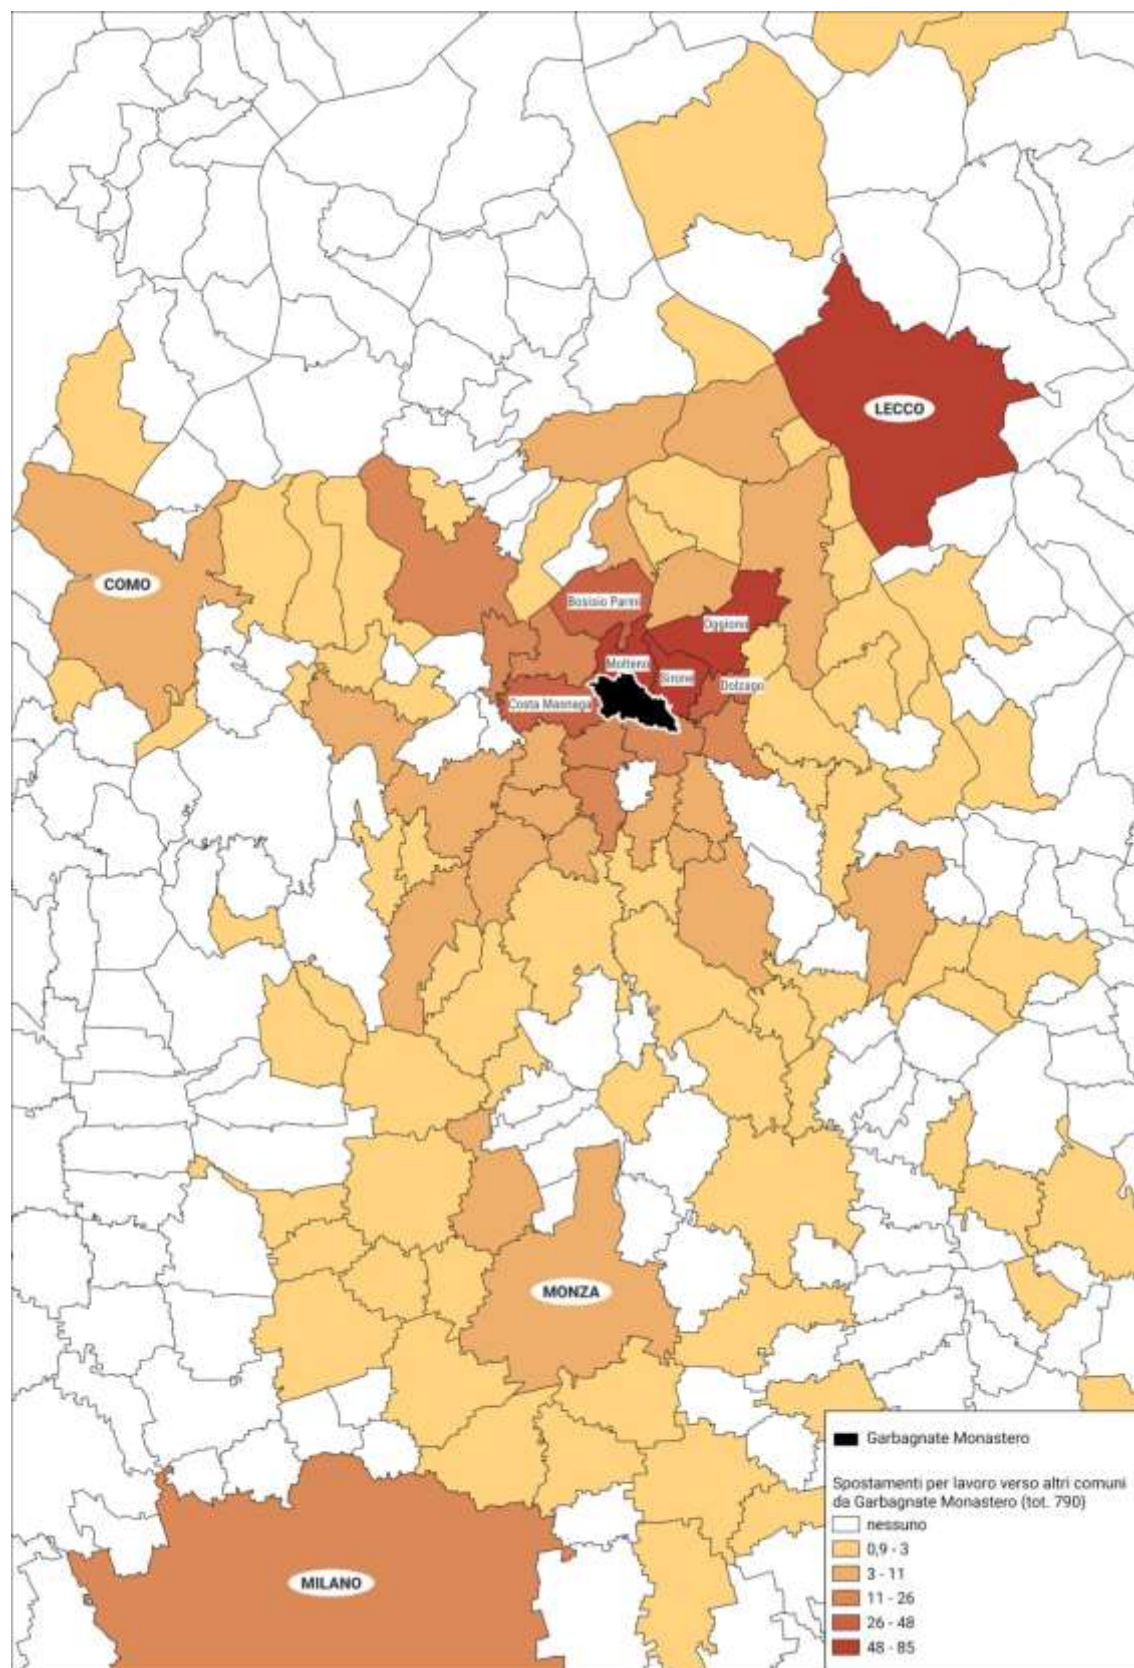 LECCO
COMO
Bosisio Parini
Oggiono
Molteno
Sirone
Dolzago
Costa Masnaga
MONZA
MILANO
Garbagnate Monastero
Spostamenti per lavoro verso altri comuni
da Garbagnate Monastero (tot. 790)
nessuno
0,9 - 3
3 - 11
11 - 26
26 - 48
48 - 85